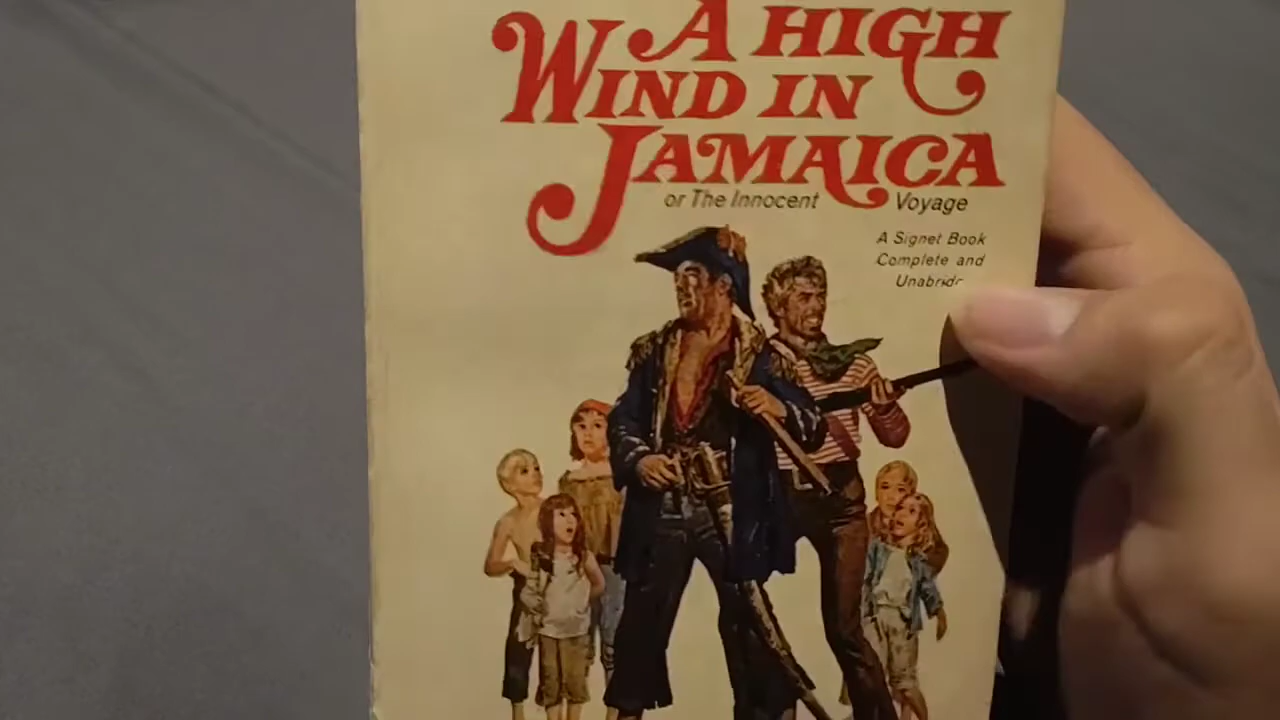 A HIGH
WIND IN
JAMAICA
or The Innocent Voyage
A Signet Book
Complete and